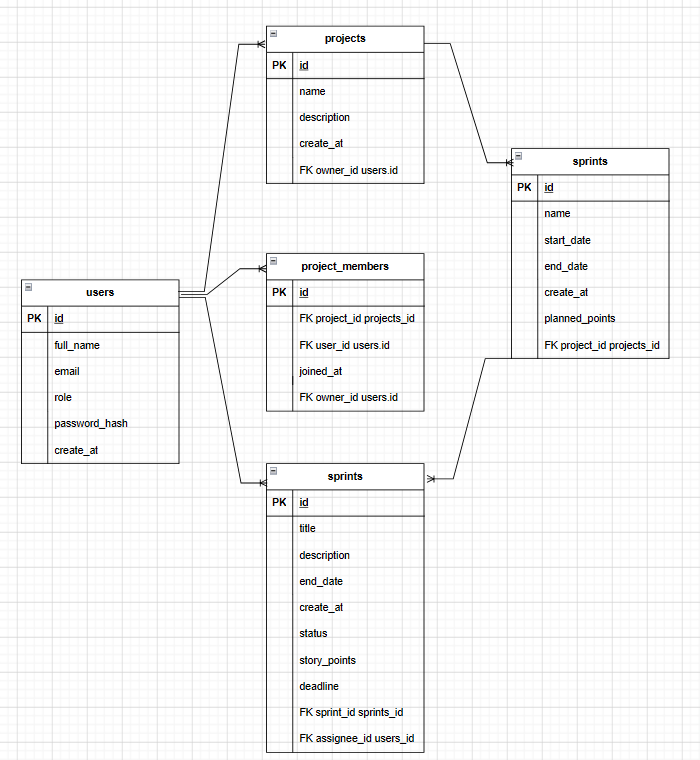 projects
PK id
name
description
create_at
FK owner_id users.id
sprints
PK id
name
start_date
end_date
create_at
planned_points
FK project_id projects_id
project_members
PK id
FK project_id projects_id
FK user_id users.id
joined_at
FK owner_id users.id
users
PK id
full_name
email
role
password_hash
create_at
sprints
PK id
title
description
end_date
create_at
status
story_points
deadline
FK sprint_id sprints_id
FK assignee_id users_id